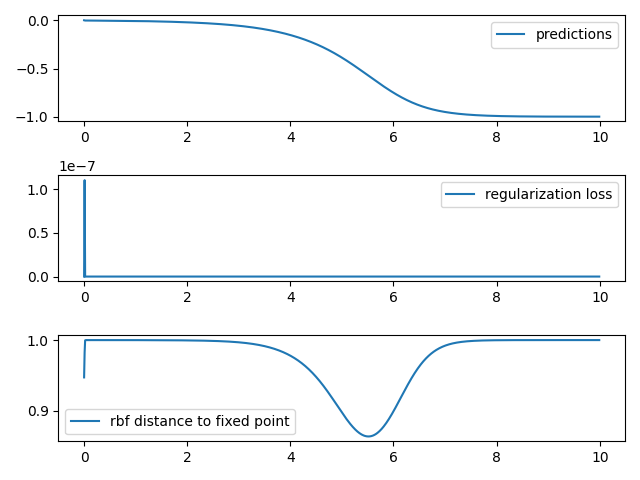 0.0
−0.5
−1.0
predictions
0 2 4 6 8 10
1e−7
1.0
0.5
0.0
regularization loss
0 2 4 6 8 10
1.0
0.9
rbf distance to fixed point
0 2 4 6 8 10